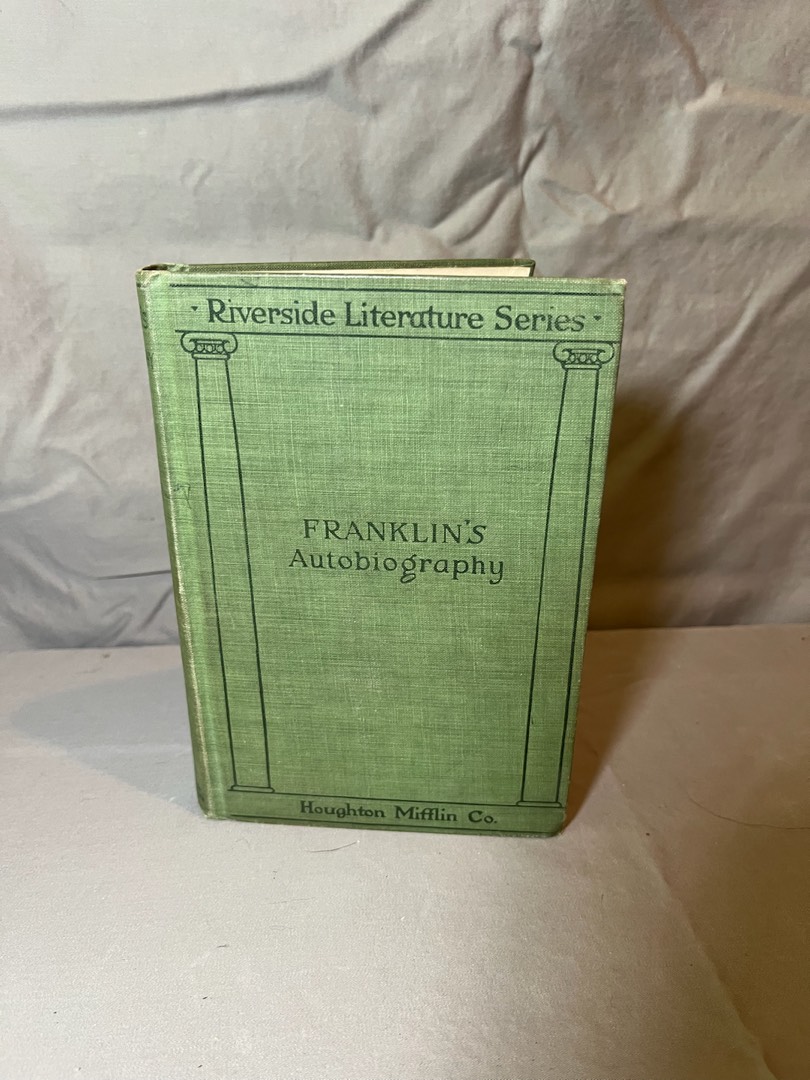 · Riverside Literature Series ·
FRANKLIN'S
Autobiography
Houghton Mifflin Co.